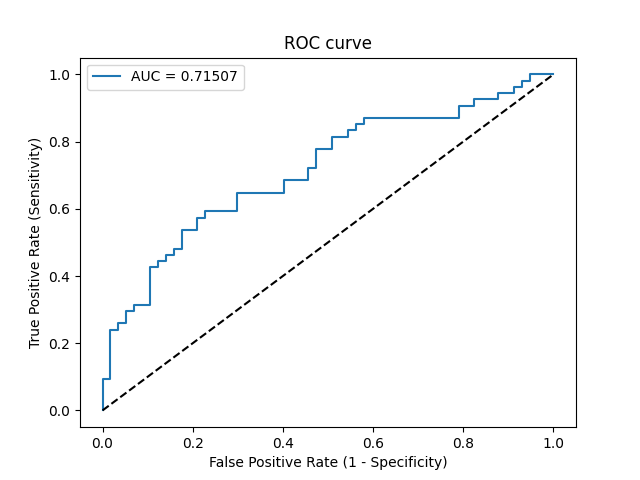 ROC curve
AUC = 0.71507
1.0
0.8
0.6
0.4
0.2
0.0
True Positive Rate (Sensitivity)
0.0 0.2 0.4 0.6 0.8 1.0
False Positive Rate (1 - Specificity)